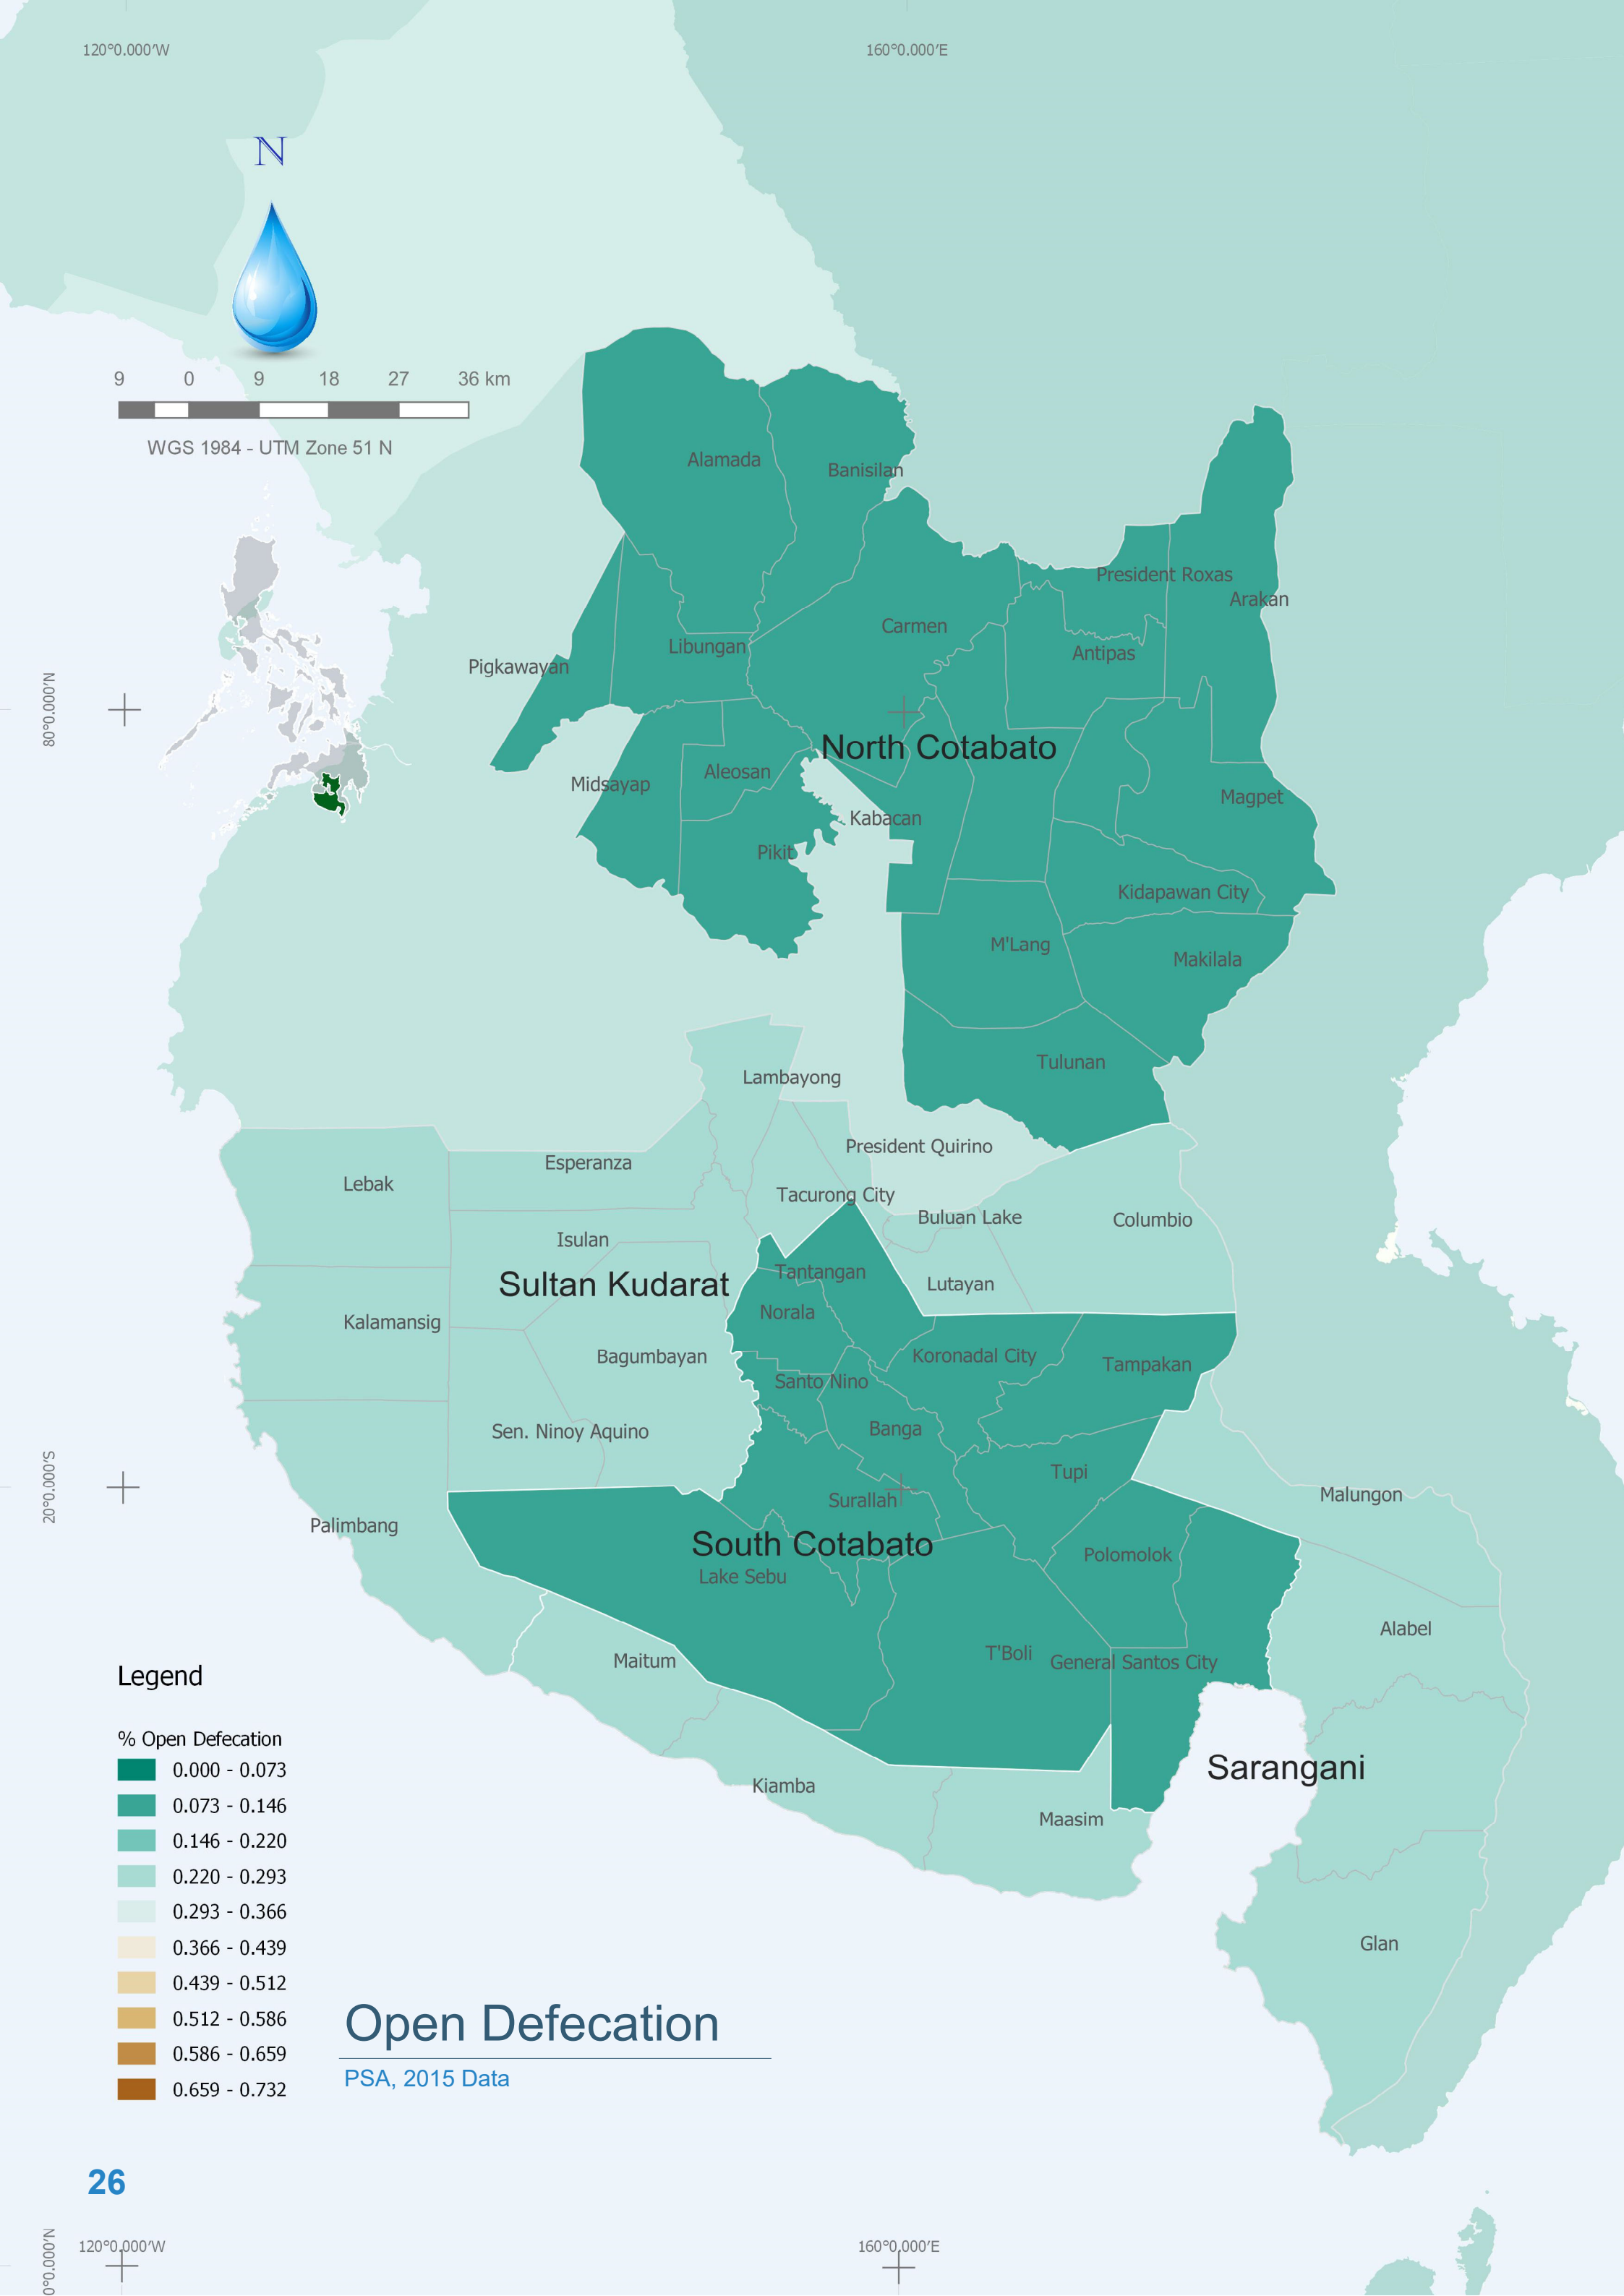 120°0.000'W
160°0.000'E
N
9 0 9 18 27 36 km
WGS 1984 - UTM Zone 51 N
Alamada
Banisilan
President Roxas
Arakan
Carmen
Libungan
Antipas
Pigkawayan
80°0.000'N
North Cotabato
Aleosan
Midsayap
Magpet
Kabacan
Pikit
Kidapawan City
M'Lang
Makilala
Tulunan
Lambayong
President Quirino
Esperanza
Lebak
Tacurong City
Buluan Lake
Columbio
Isulan
Tantangan
Sultan Kudarat
Lutayan
Norala
Kalamansig
Bagumbayan
Koronadal City
Tampakan
Santo Nino
Banga
Sen. Ninoy Aquino
Tupi
20°0.000'S
Surallah
Malungon
Palimbang
South Cotabato
Polomolok
Lake Sebu
Alabel
T'Boli
Maitum
General Santos City
Sarangani
Kiamba
Maasim
Glan
Legend
% Open Defecation
0.000 - 0.073
0.073 - 0.146
0.146 - 0.220
0.220 - 0.293
0.293 - 0.366
0.366 - 0.439
0.439 - 0.512
0.512 - 0.586
0.586 - 0.659
0.659 - 0.732
Open Defecation
PSA, 2015 Data
26
0°0.000'N
120°0.000'W
160°0.000'E